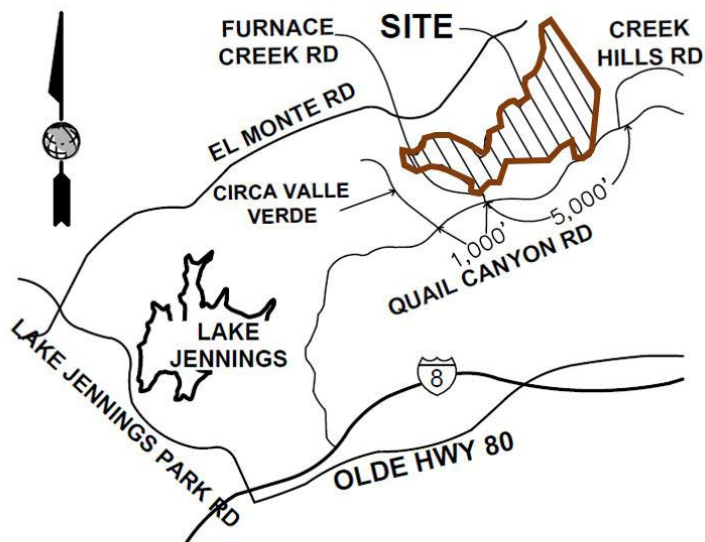 FURNACE
CREEK RD
SITE
CREEK
HILLS RD
EL MONTE RD
CIRCA VALLE
VERDE
1,000'
5,000'
QUAIL CANYON RD
LAKE
JENNINGS
LAKE JENNINGS PARK RD
8
OLDE HWY 80